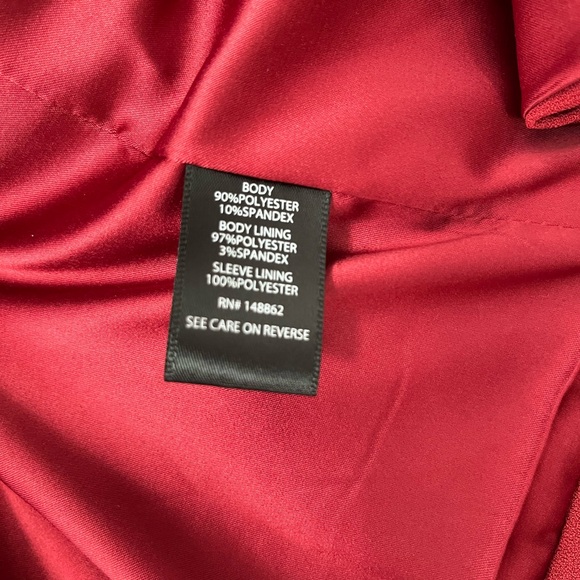 BODY
90%POLYESTER
10%SPANDEX
BODY LINING
97%POLYESTER
3%SPANDEX
SLEEVE LINING
100%POLYESTER
RN# 148862
SEE CARE ON REVERSE